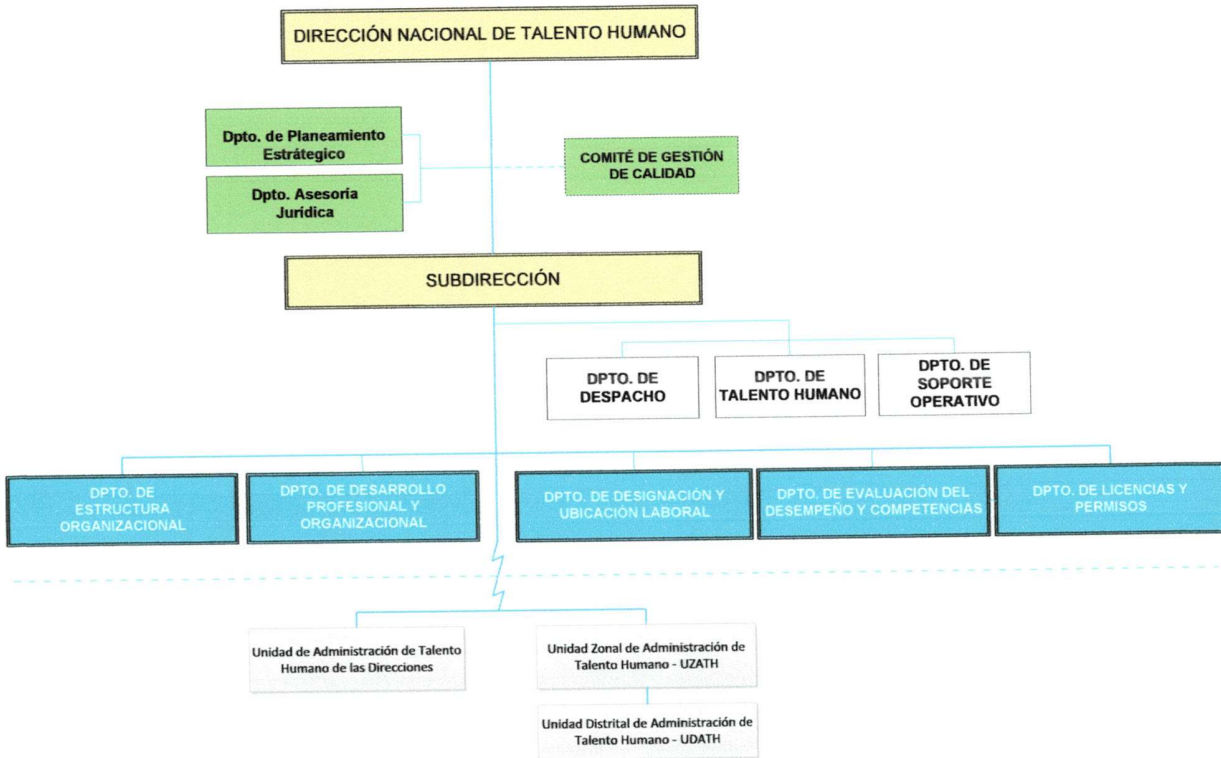 DIRECCIÓN NACIONAL DE TALENTO HUMANO
Dpto. de Planeamiento
Estrátegico
COMITÉ DE GESTIÓN
DE CALIDAD
Dpto. Asesoría
Jurídica
SUBDIRECCIÓN
DPTO. DE
DESPACHO
DPTO. DE
TALENTO HUMANO
DPTO. DE
SOPORTE
OPERATIVO
DPTO. DE
ESTRUCTURA
ORGANIZACIONAL
DPTO. DE DESARROLLO
PROFESIONAL Y
ORGANIZACIONAL
DPTO. DE DESIGNACIÓN Y
UBICACIÓN LABORAL
DPTO. DE EVALUACIÓN DEL
DESEMPEÑO Y COMPETENCIAS
DPTO. DE LICENCIAS Y
PERMISOS
Unidad de Administración de Talento
Humano de las Direcciones
Unidad Zonal de Administración de
Talento Humano - UZATH
Unidad Distrital de Administración de
Talento Humano - UDATH